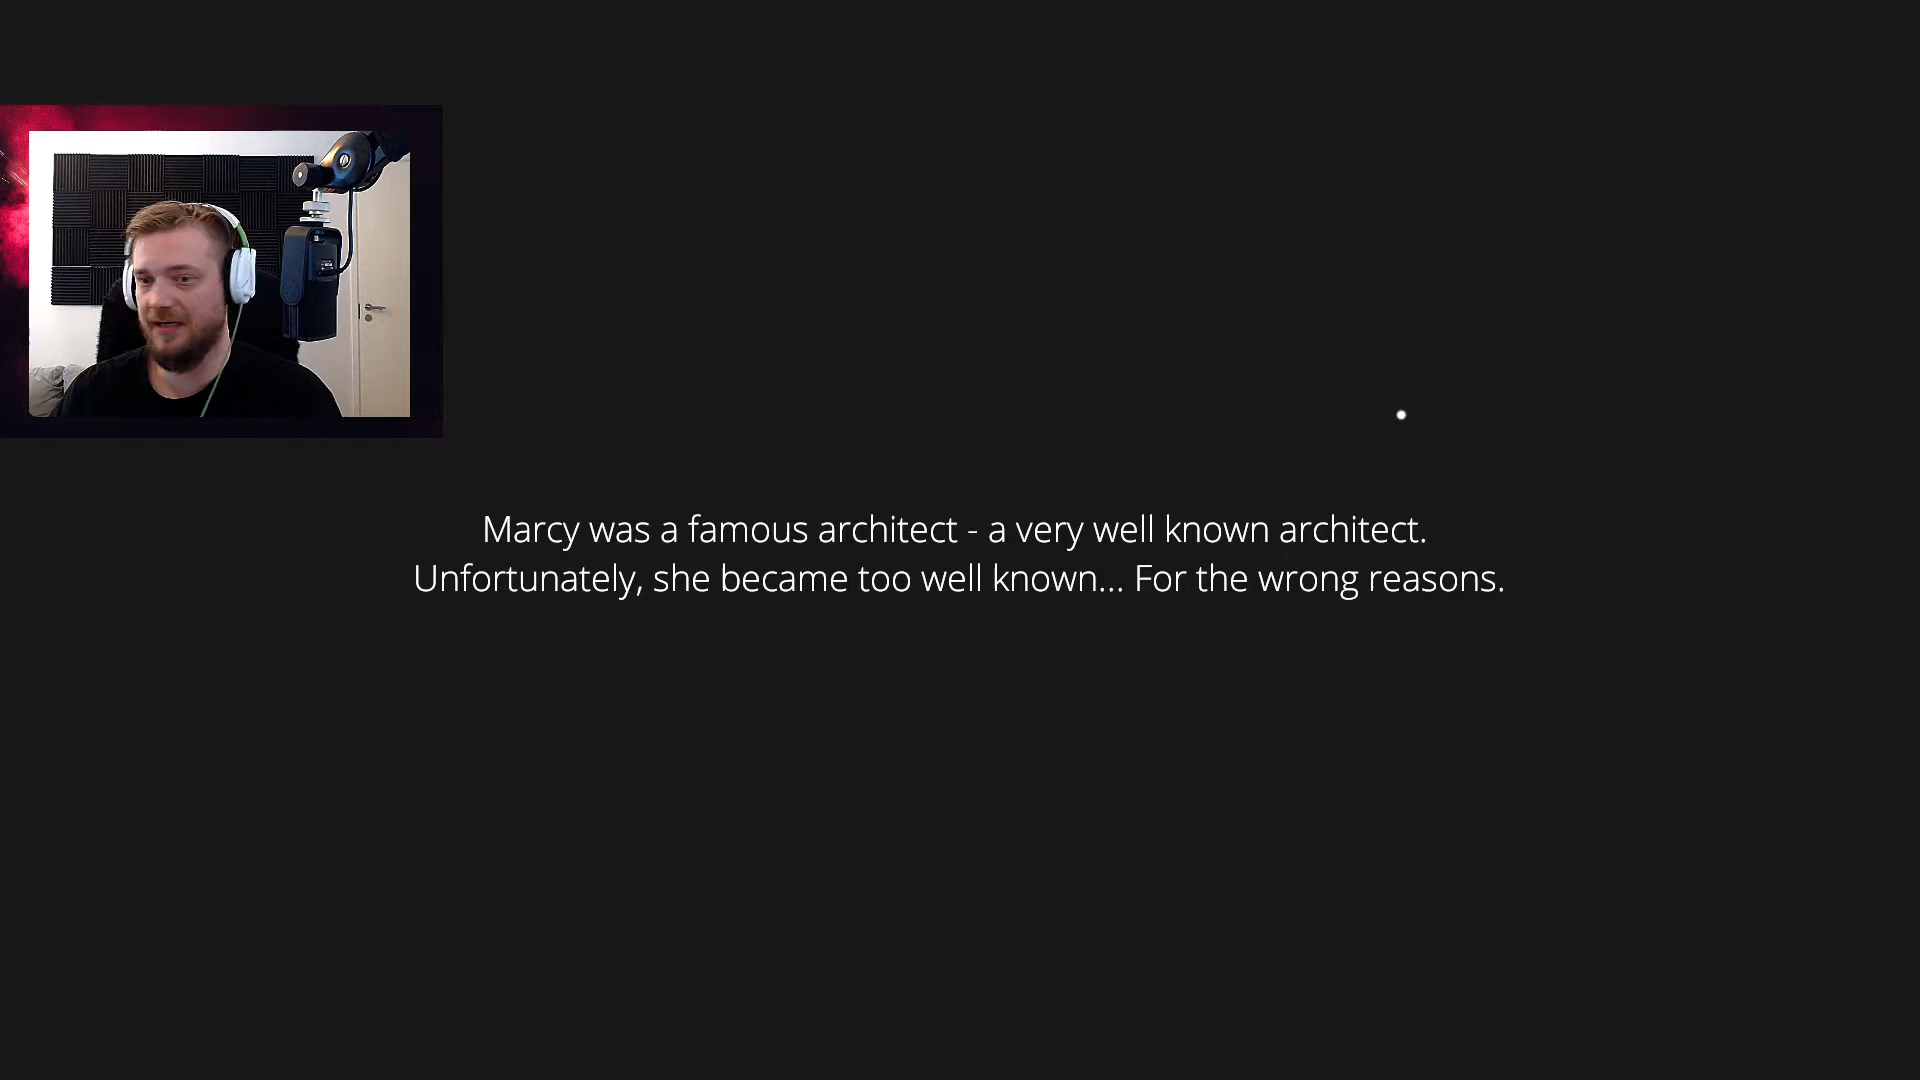 Marcy was a famous architect - a very well known architect.
Unfortunately, she became too well known... For the wrong reasons.